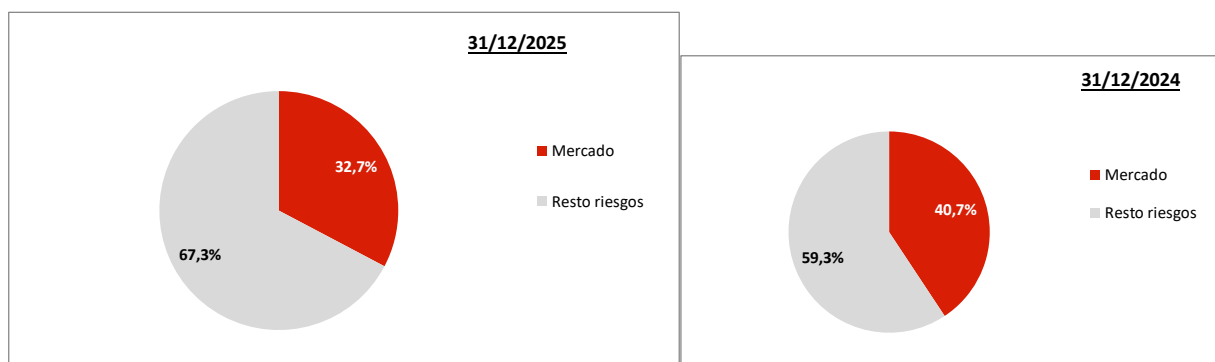 31/12/2025
32,7%
67,3%
Mercado
Resto riesgos
31/12/2024
40,7%
59,3%
Mercado
Resto riesgos